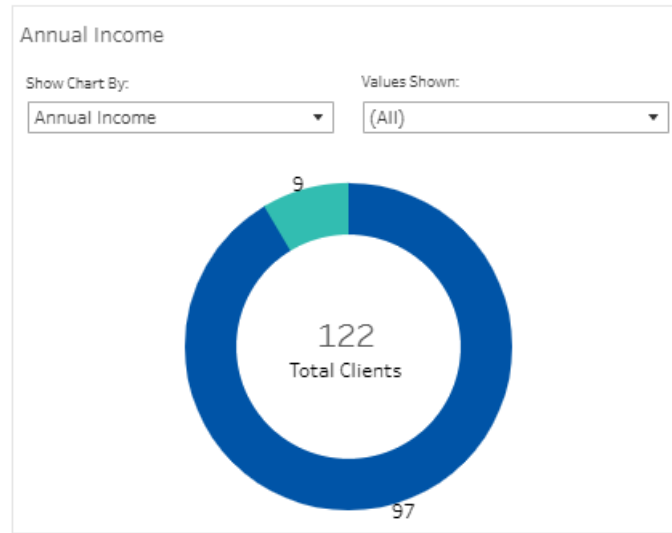 Annual Income
Show Chart By:
Values Shown:
Annual Income
(All)
9
122
Total Clients
97